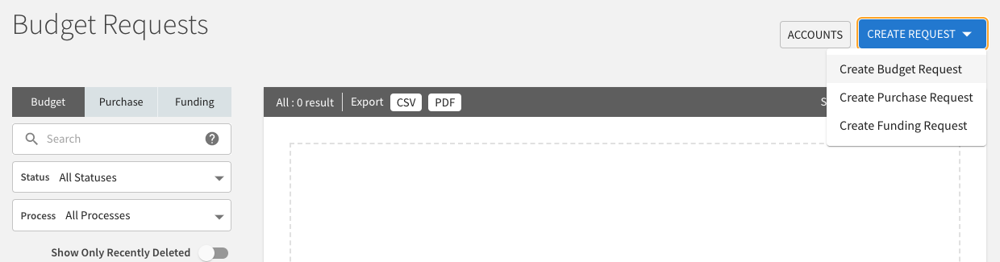 Budget Requests
ACCOUNTS
CREATE REQUEST
Create Budget Request
Create Purchase Request
Create Funding Request
Budget
Purchase
Funding
All : 0 result
Export
CSV
PDF
Search
?
Status All Statuses
Process All Processes
Show Only Recently Deleted